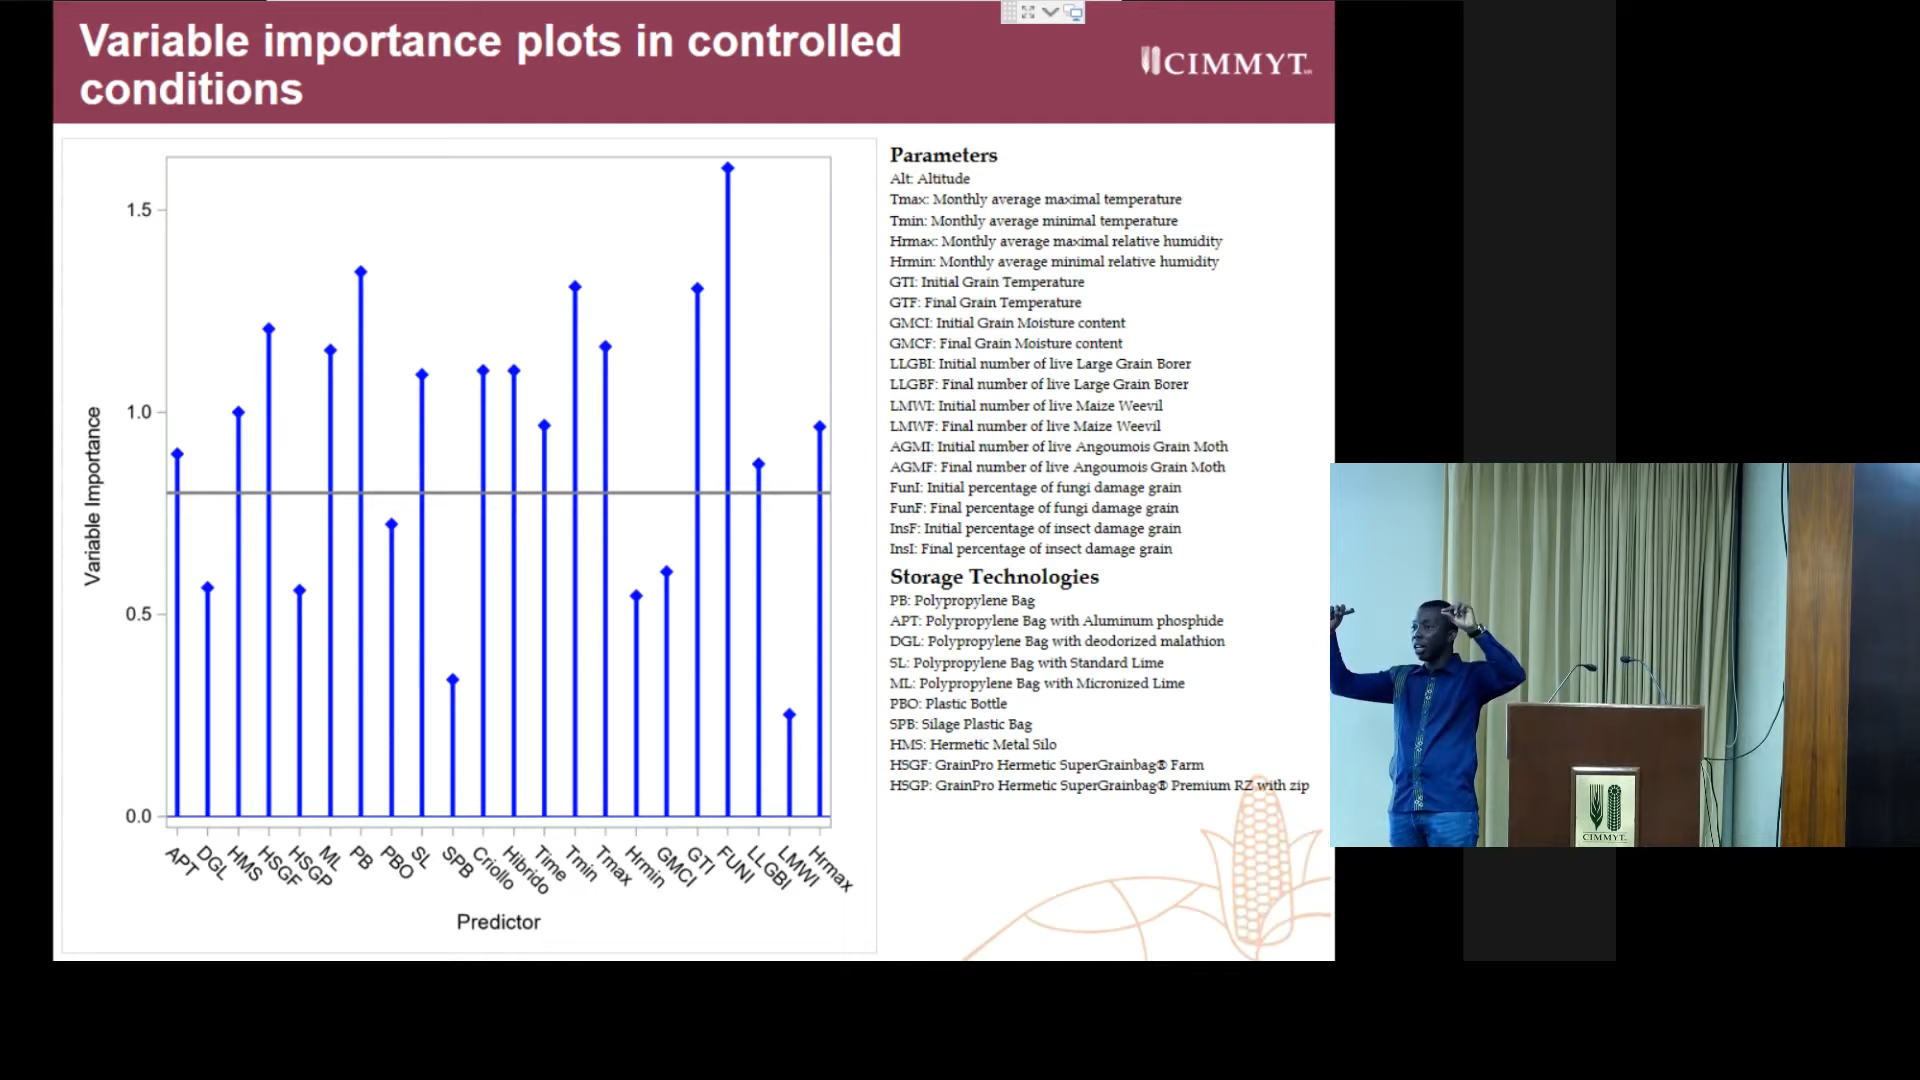 Variable importance plots in controlled
conditions
CIMMYT
Variable Importance
1.5
1.0
0.5
0.0
APT
DGL
HMS
HSGF
HSGP
ML
PB
PBO
SL
SPB
Criollo
Hibrido
Time
Tmin
Tmax
Hrmin
GMCI
GTI
FUNI
LLGBI
LMWI
Hrmax
Predictor
Parameters
Alt: Altitude
Tmax: Monthly average maximal temperature
Tmin: Monthly average minimal temperature
Hrmax: Monthly average maximal relative humidity
Hrmin: Monthly average minimal relative humidity
GTI: Initial Grain Temperature
GTF: Final Grain Temperature
GMCI: Initial Grain Moisture content
GMCF: Final Grain Moisture content
LLGBI: Initial number of live Large Grain Borer
LLGBF: Final number of live Large Grain Borer
LMWI: Initial number of live Maize Weevil
LMWF: Final number of live Maize Weevil
AGMI: Initial number of live Angoumois Grain Moth
AGMF: Final number of live Angoumois Grain Moth
FunI: Initial percentage of fungi damage grain
FunF: Final percentage of fungi damage grain
InsF: Initial percentage of insect damage grain
InsI: Final percentage of insect damage grain
Storage Technologies
PB: Polypropylene Bag
APT: Polypropylene Bag with Aluminum phosphide
DGL: Polypropylene Bag with deodorized malathion
SL: Polypropylene Bag with Standard Lime
ML: Polypropylene Bag with Micronized Lime
PBO: Plastic Bottle
SPB: Silage Plastic Bag
HMS: Hermetic Metal Silo
HSGF: GrainPro Hermetic SuperGrainbag® Farm
HSGP: GrainPro Hermetic SuperGrainbag® Premium RZ with zip
CIMMYT